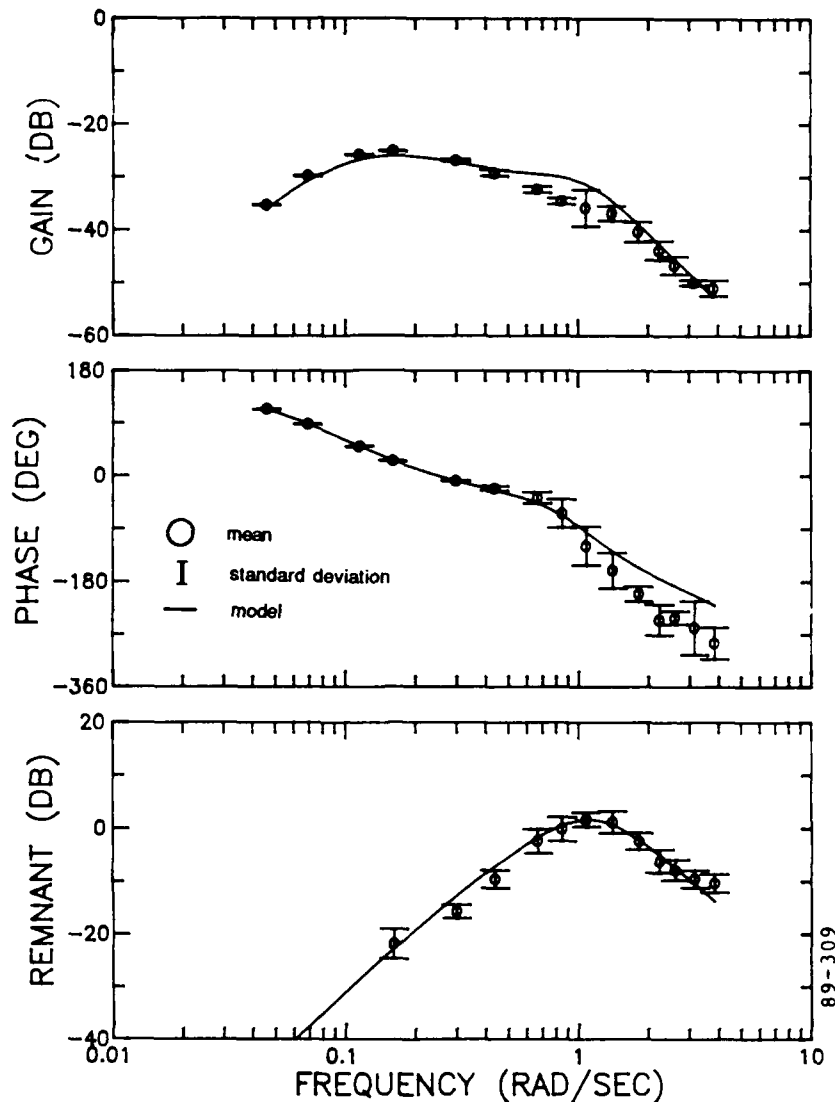 0
-20
-40
-60
GAIN (DB)
180
0
-180
-360
PHASE (DEG)
mean
standard deviation
model
20
0
-20
-40
REMNANT (DB)
0.01
0.1
1
10
FREQUENCY (RAD/SEC)
89-309